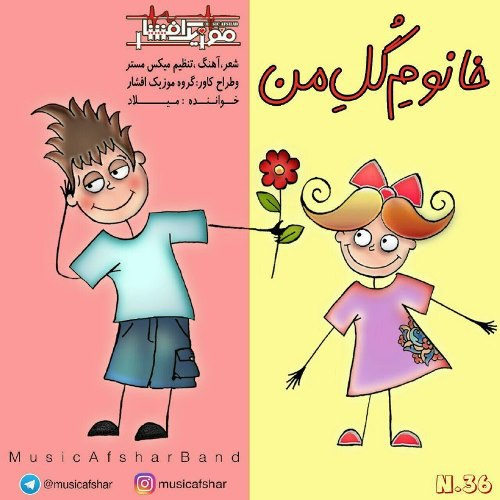 موزیک افشار
شعر، آهنگ ،تنظیم میکس مستر
وطراح کاور:گروه موزیک افشار
خواننده : میلاد
خانومِ گُلِ من
MusicAfsharBand
@musicafshar
musicafshar
N.36